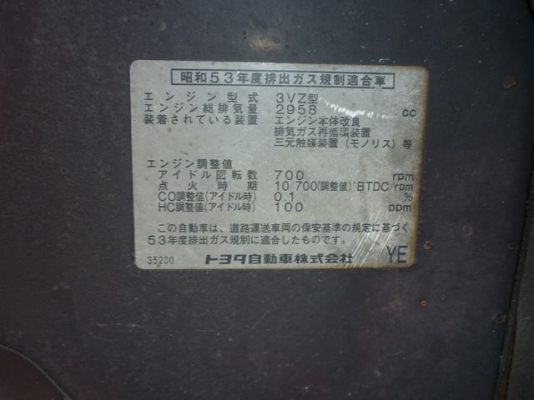 昭和53年度排出ガス規制適合車
エンジン型式 3VZ型
エンジン総排気量 2958 cc
装着されている装置 エンジン本体改良
排気ガス再循環装置
三元触媒装置(モノリス)等
エンジン調整値
アイドル回転数 700 rpm
点火時期 10/700(調整値)°BTDC/rpm
CO調整値(アイドル時) 0.1 %
HC調整値(アイドル時) 100 ppm
この自動車は、道路運送車両の保安基準の規定に基づく
53年度排出ガス規制に適合したものです。
35200 トヨタ自動車株式会社 YE